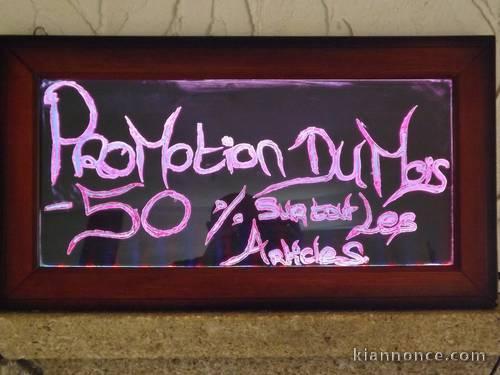 Promotion Du Mois
-50 % sur tout Les
Articles.
kiannonce.com